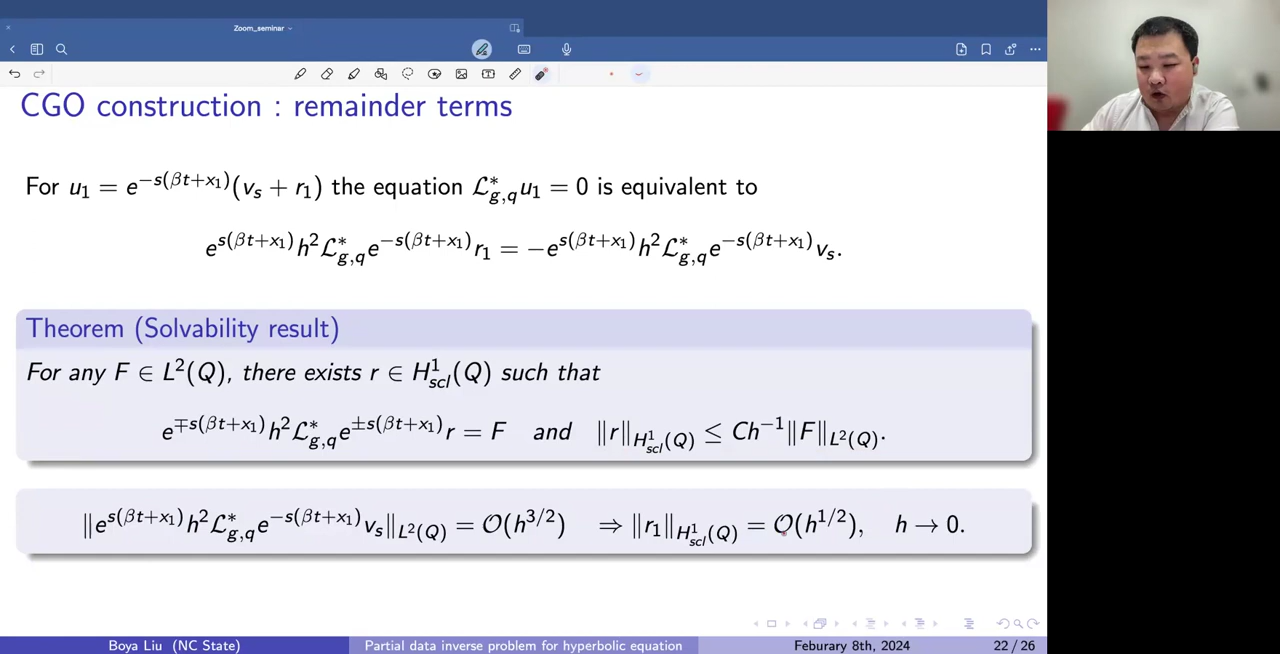 Zoom_seminar
CGO construction : remainder terms
For u₁ = e^{−s(βt+x₁)}(v_s + r₁) the equation 𝓛*_{g,q}u₁ = 0 is equivalent to
e^{s(βt+x₁)}h²𝓛*_{g,q}e^{−s(βt+x₁)}r₁ = −e^{s(βt+x₁)}h²𝓛*_{g,q}e^{−s(βt+x₁)}v_s.
Theorem (Solvability result)
For any F ∈ L²(Q), there exists r ∈ H¹_{scl}(Q) such that
e^{∓s(βt+x₁)}h²𝓛*_{g,q}e^{±s(βt+x₁)}r = F and ‖r‖_{H¹_{scl}(Q)} ≤ Ch^{−1}‖F‖_{L²(Q)}.
‖e^{s(βt+x₁)}h²𝓛*_{g,q}e^{−s(βt+x₁)}v_s‖_{L²(Q)} = 𝒪(h^{3/2}) ⇒ ‖r₁‖_{H¹_{scl}(Q)} = 𝒪(h^{1/2}), h → 0.
Boya Liu (NC State) Partial data inverse problem for hyperbolic equation Feburary 8th, 2024 22 / 26